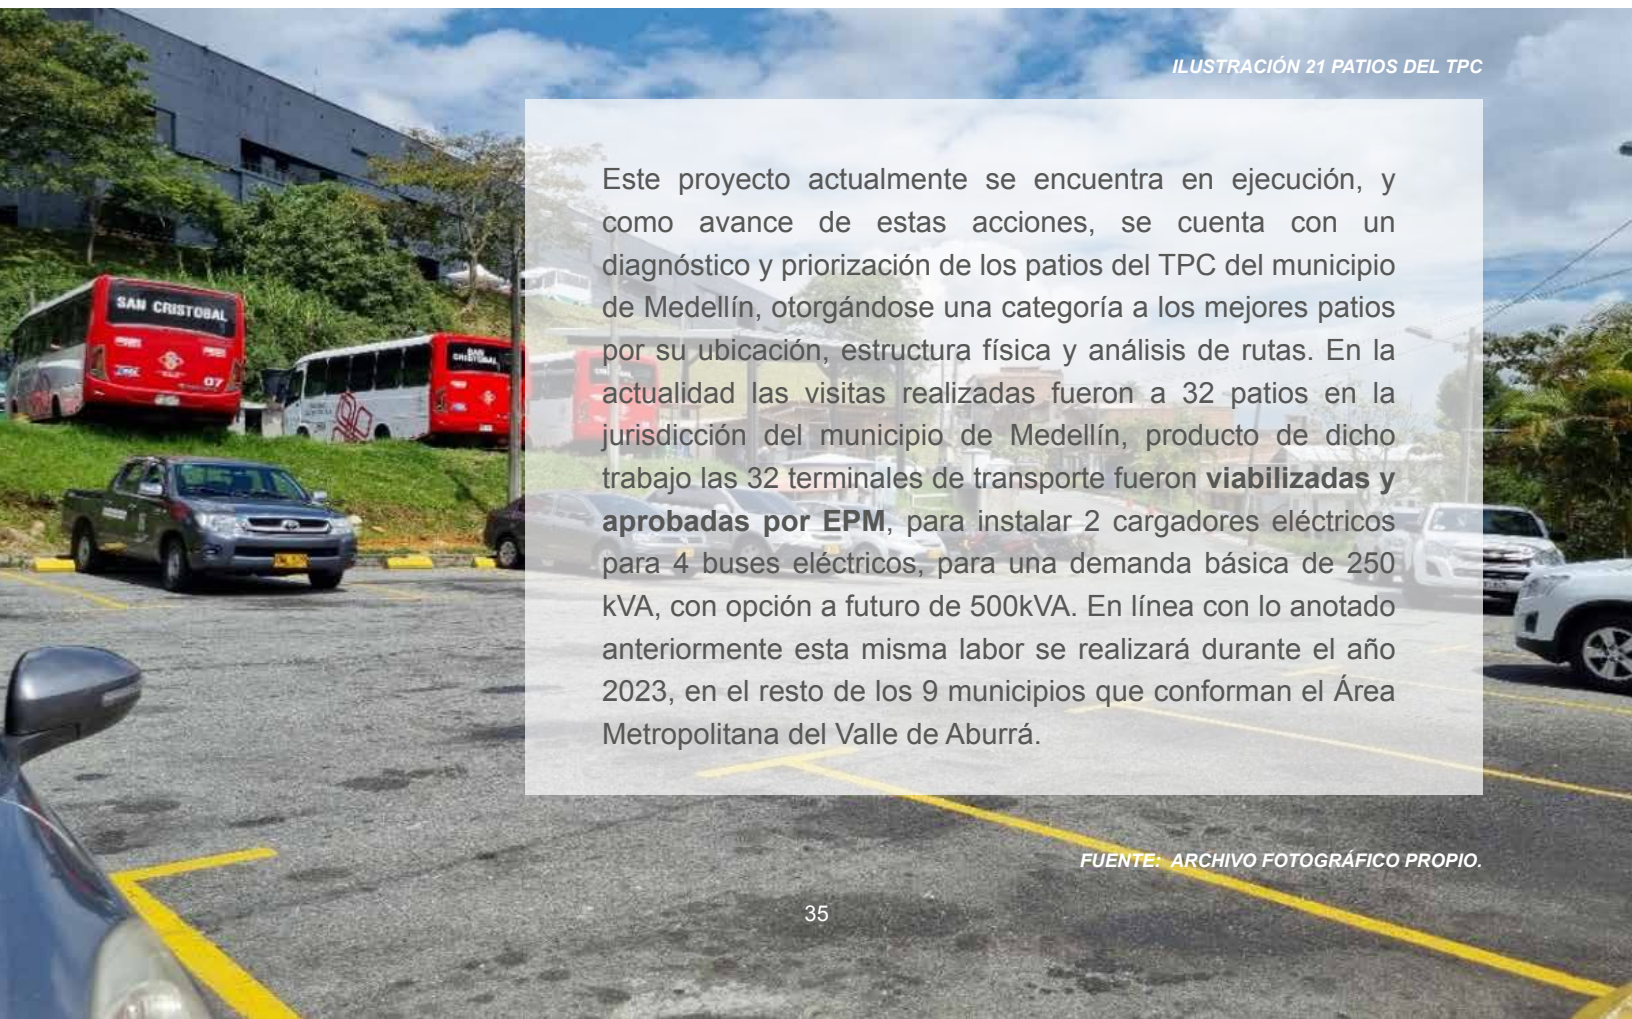 ILUSTRACIÓN 21 PATIOS DEL TPC
Este proyecto actualmente se encuentra en ejecución, y
como avance de estas acciones, se cuenta con un
diagnóstico y priorización de los patios del TPC del municipio
de Medellín, otorgándose una categoría a los mejores patios
por su ubicación, estructura física y análisis de rutas. En la
actualidad las visitas realizadas fueron a 32 patios en la
jurisdicción del municipio de Medellín, producto de dicho
trabajo las 32 terminales de transporte fueron viabilizadas y
aprobadas por EPM, para instalar 2 cargadores eléctricos
para 4 buses eléctricos, para una demanda básica de 250
kVA, con opción a futuro de 500kVA. En línea con lo anotado
anteriormente esta misma labor se realizará durante el año
2023, en el resto de los 9 municipios que conforman el Área
Metropolitana del Valle de Aburrá.
SAN CRISTOBAL
07
SAN
CRISTOBAL
FUENTE: ARCHIVO FOTOGRÁFICO PROPIO.
35